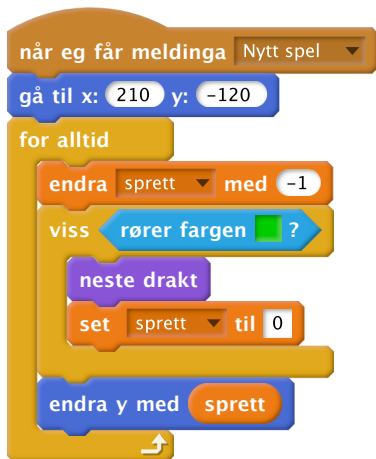 når eg får meldinga Nytt spel
gå til x: 210 y: -120
for alltid
endra sprett med -1
viss rører fargen ?
neste drakt
set sprett til 0
endra y med sprett